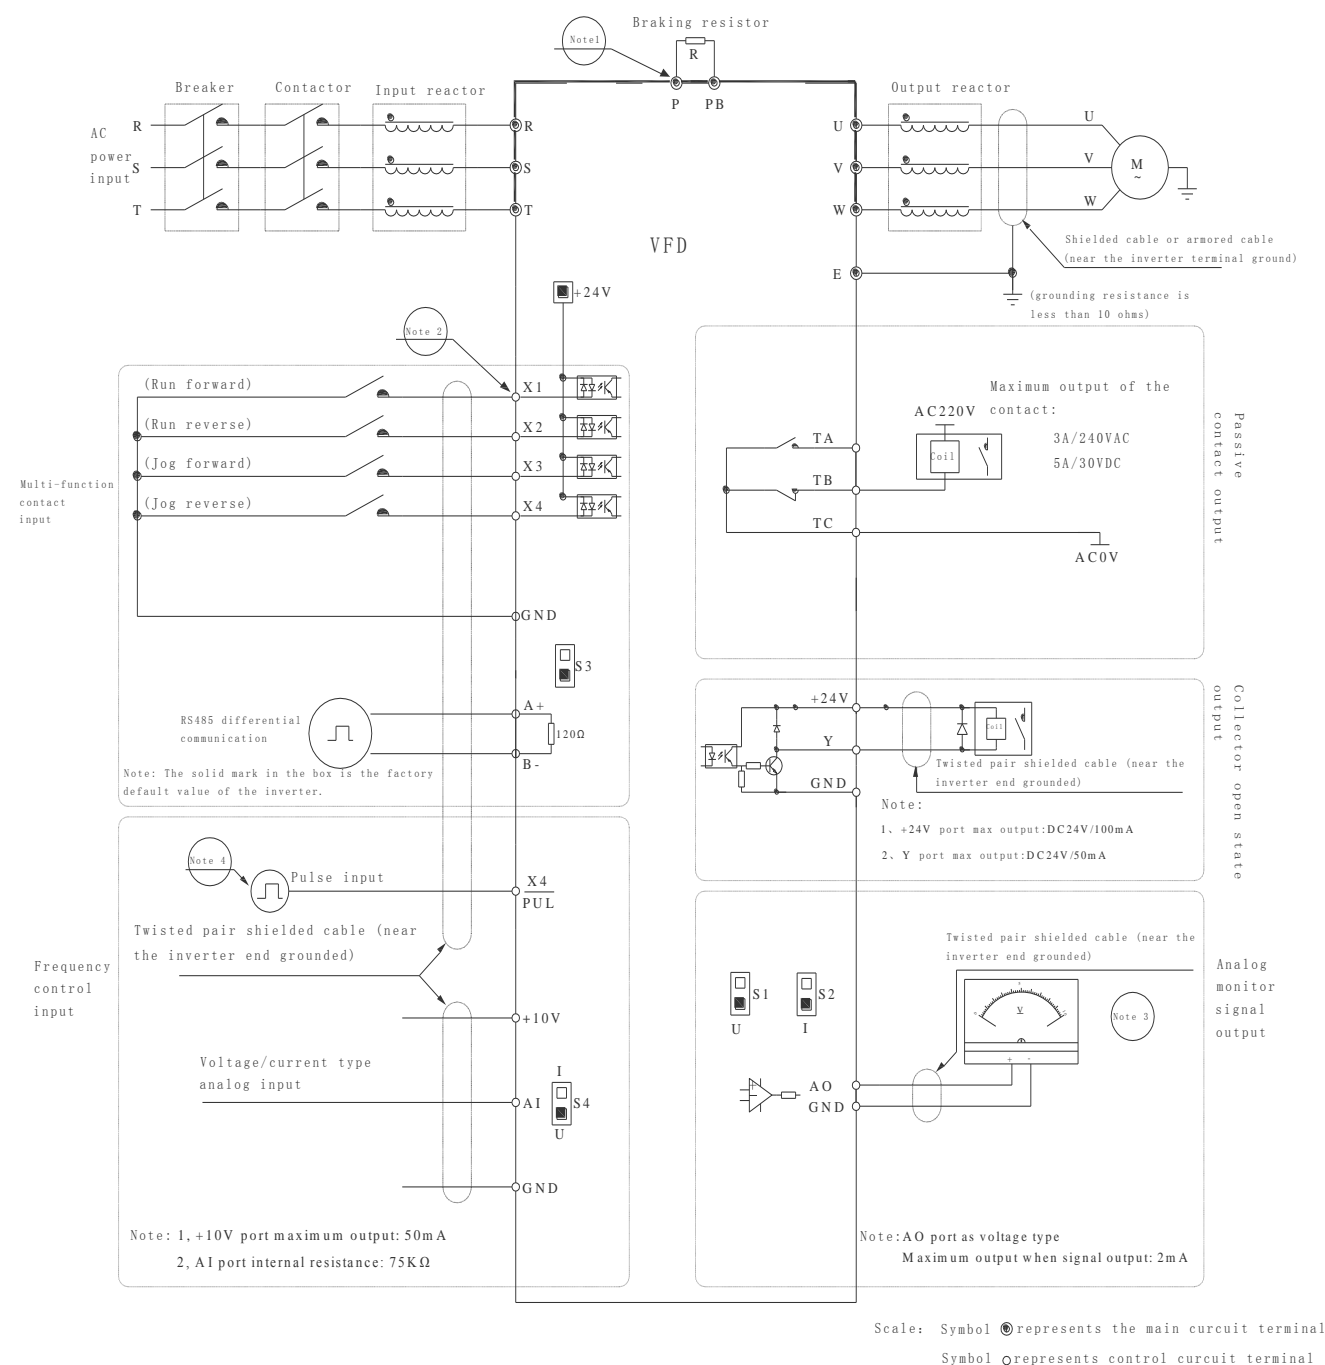 Braking resistor
Note1
R
P
PB
Breaker
Contactor
Input reactor
Output reactor
AC
power
input
R
S
T
R
S
T
U
V
W
U
V
W
M
~
VFD
E
Shielded cable or armored cable
(near the inverter terminal ground)
(grounding resistance is
less than 10 ohms)
+24V
Note 2
Multi-function
contact
input
(Run forward)
(Run reverse)
(Jog forward)
(Jog reverse)
X1
X2
X3
X4
GND
S3
RS485 differential
communication
A+
120Ω
B-
Note: The solid mark in the box is the factory
default value of the inverter.
Maximum output of the
contact:
3A/240VAC
5A/30VDC
AC220V
Coil
TA
TB
TC
AC0V
Passive
contact output
+24V
Y
GND
Coil
Twisted pair shielded cable (near the
inverter end grounded)
Note:
1、+24V port max output:DC24V/100mA
2、Y port max output:DC24V/50mA
Collector open state
output
Note 4
Pulse input
X4
PUL
Twisted pair shielded cable (near
the inverter end grounded)
Frequency
control
input
+10V
Voltage/current type
analog input
I
AI
S4
U
GND
Note: 1, +10V port maximum output: 50mA
2, AI port internal resistance: 75KΩ
Twisted pair shielded cable (near the
inverter end grounded)
S1
U
S2
I
V
+ -
Note 3
Analog
monitor
signal
output
AO
GND
Note:AO port as voltage type
Maximum output when signal output: 2mA
Scale: Symbol represents the main curcuit terminal
Symbol represents control curcuit terminal